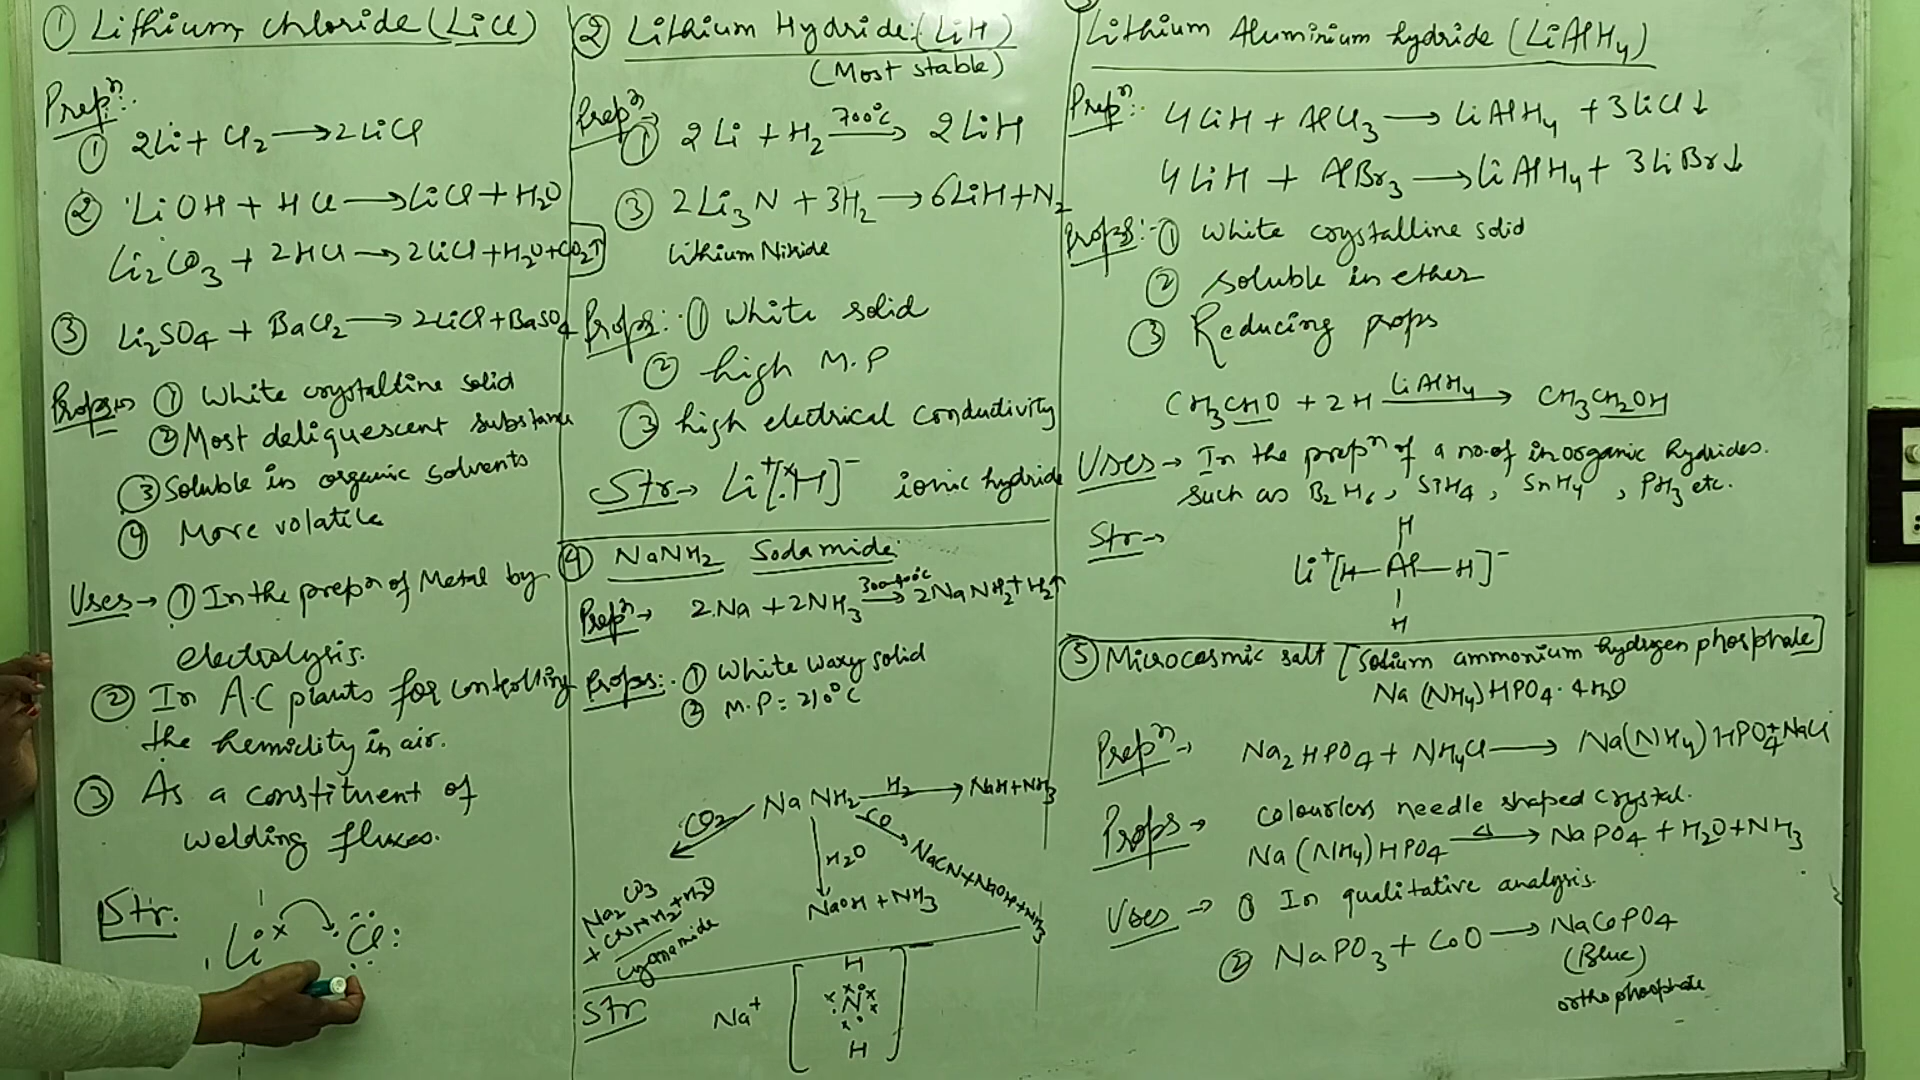 ① Lithium chloride (LiCl)
Prepⁿ:
① 2Li + Cl₂ → 2LiCl
② LiOH + HCl → LiCl + H₂O
Li₂CO₃ + 2HCl → 2LiCl + H₂O + CO₂↑
③ Li₂SO₄ + BaCl₂ → 2LiCl + BaSO₄
Props → ① White crystalline solid
② Most deliquescent substance
③ Soluble in organic solvents
④ More volatile
Uses → ① In the prepⁿ of Metal by
electrolysis.
② In A.C plants for controlling
the hemidity in air.
③ As a constituent of
welding fluxes.
Str.
Li × Cl :
② Lithium Hydride (LiH)
(Most stable)
Prepⁿ →
① 2Li + H₂ 700°C → 2LiH
③ 2Li₃N + 3H₂ → 6LiH + N₂
Lithium Nitride
Props: ① White solid
② high M.P
③ high electrical conductivity
Str → Li⁺[×.H]⁻ ionic hydride
④ NaNH₂ Sodamide
Prepⁿ → 2Na + 2NH₃ 300-400°C → 2NaNH₂ + H₂↑
Props: ① White waxy solid
② M.P = 210°C
NaNH₂ H₂ → NaH + NH₃
CO₂
CO
H₂O
NaCN + NaOH + NH₃
NaOH + NH₃
Na₂CO₃
+ CNNH₂ + H₂O
cyanamide
Str Na⁺ [
H
N
H ]
Lithium Aluminium hydride (LiAlH₄)
Prepⁿ: 4LiH + AlCl₃ → LiAlH₄ + 3LiCl↓
4LiH + AlBr₃ → LiAlH₄ + 3LiBr↓
Props: ① White crystalline solid
② soluble in ether
③ Reducing props
CH₃CHO + 2H LiAlH₄ → CH₃CH₂OH
Uses → In the prepⁿ of a no. of inorganic hydrides.
such as B₂H₆, SiH₄, SnH₄, PH₃ etc.
Str →
H
Li⁺[H—Al—H]⁻
H
⑤ Microcosmic salt [Sodium ammonium hydrogen phosphate]
Na(NH₄)HPO₄·4H₂O
Prepⁿ → Na₂HPO₄ + NH₄Cl → Na(NH₄)HPO₄ + NaCl
Props → colourless needle shaped crystal.
Na(NH₄)HPO₄ Δ → NaPO₄ + H₂O + NH₃
Uses → ① In qualitative analysis.
② NaPO₃ + CoO → NaCoPO₄
(Blue)
orthophosphate